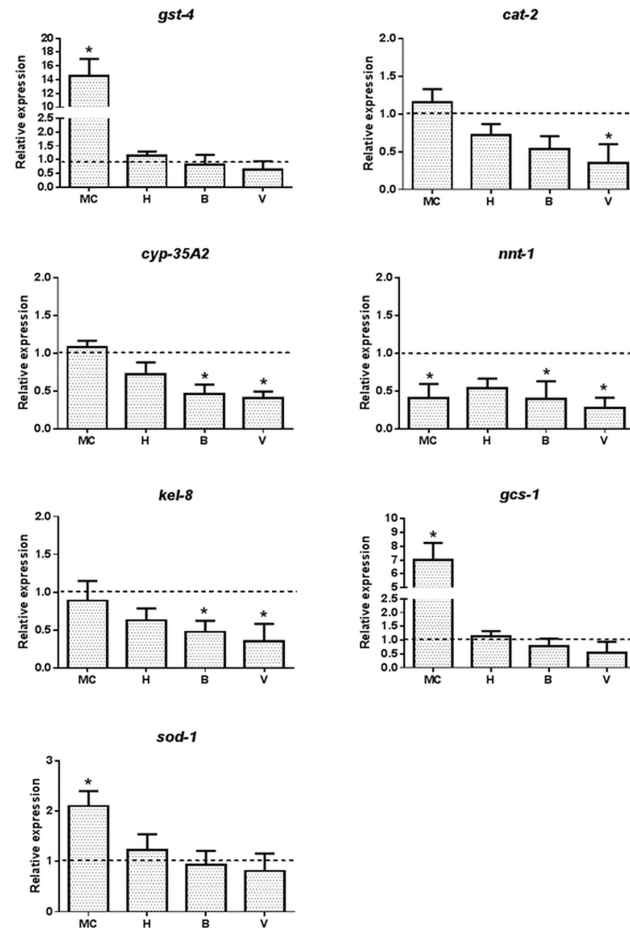 gst-4
Relative expression
20
18
16
14
12
10
2.5
2.0
1.5
1.0
0.5
0.0
*
MC H B V
cat-2
Relative expression
2.0
1.5
1.0
0.5
0.0
*
MC H B V
cyp-35A2
Relative expression
2.0
1.5
1.0
0.5
0.0
* *
MC H B V
nnt-1
Relative expression
2.0
1.5
1.0
0.5
0.0
* * *
MC H B V
kel-8
Relative expression
2.0
1.5
1.0
0.5
0.0
* *
MC H B V
gcs-1
Relative expression
10
9
8
7
6
5
2.5
2.0
1.5
1.0
0.5
0.0
*
MC H B V
sod-1
Relative expression
3
2
1
0
*
MC H B V